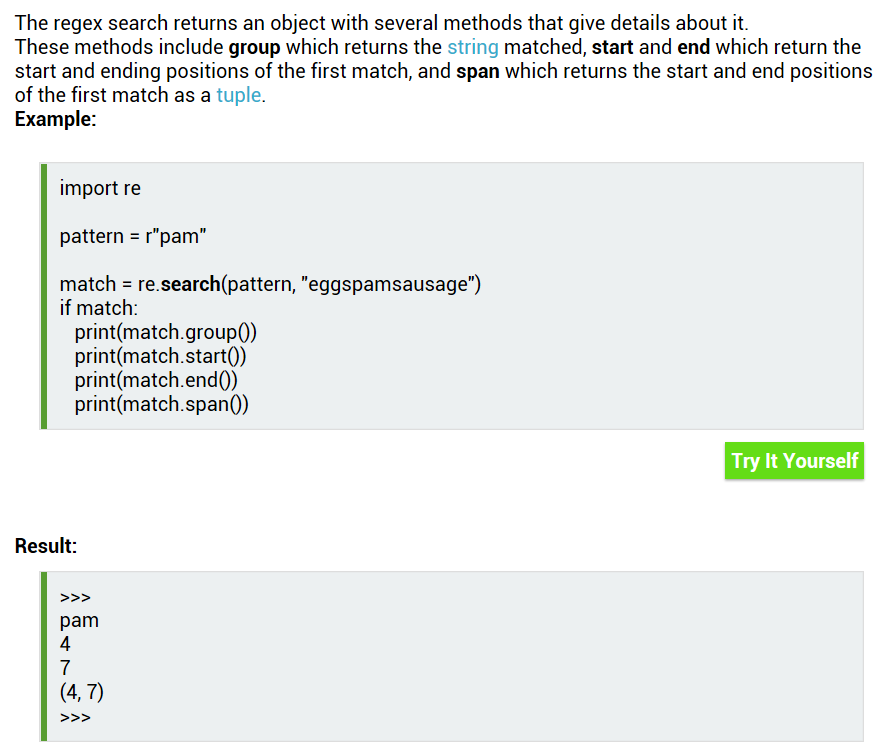 The regex search returns an object with several methods that give details about it.
These methods include group which returns the string matched, start and end which return the
start and ending positions of the first match, and span which returns the start and end positions
of the first match as a tuple.
Example:
import re
pattern = r"pam"
match = re.search(pattern, "eggspamsausage")
if match:
print(match.group())
print(match.start())
print(match.end())
print(match.span())
Try It Yourself
Result:
>>>
pam
4
7
(4, 7)
>>>